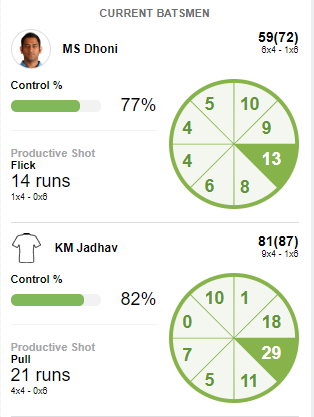 CURRENT BATSMEN
MS Dhoni
59(72)
6x4 - 1x6
Control %
77%
Productive Shot
Flick
14 runs
1x4 - 0x6
5 10
4 9
4 13
6 8
KM Jadhav
81(87)
9x4 - 1x6
Control %
82%
Productive Shot
Pull
21 runs
4x4 - 0x6
10 1
0 18
7 29
5 11